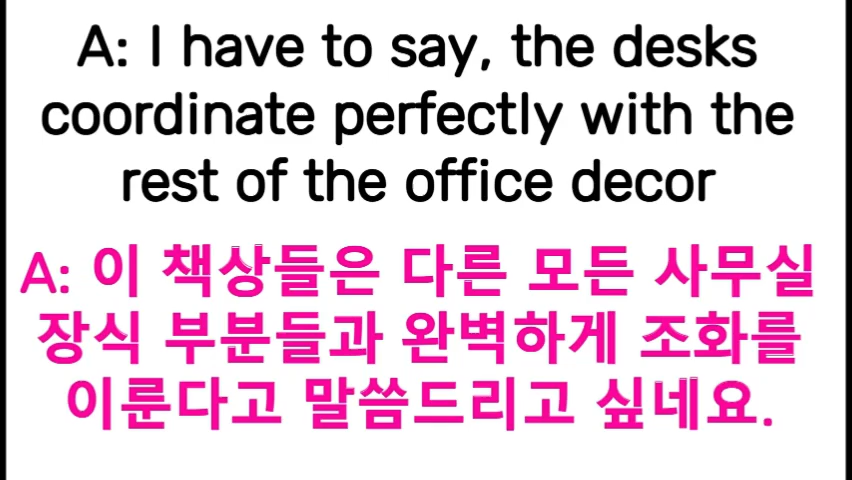 A: I have to say, the desks
coordinate perfectly with the
rest of the office decor
A: 이 책상들은 다른 모든 사무실
장식 부분들과 완벽하게 조화를
이룬다고 말씀드리고 싶네요.